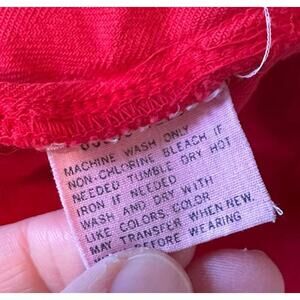 MACHINE WASH ONLY
NON-CHLORINE BLEACH IF
NEEDED TUMBLE DRY HOT
IRON IF NEEDED
WASH AND DRY WITH
LIKE COLORS. COLOR
MAY TRANSFER WHEN NEW.
BEFORE WEARING